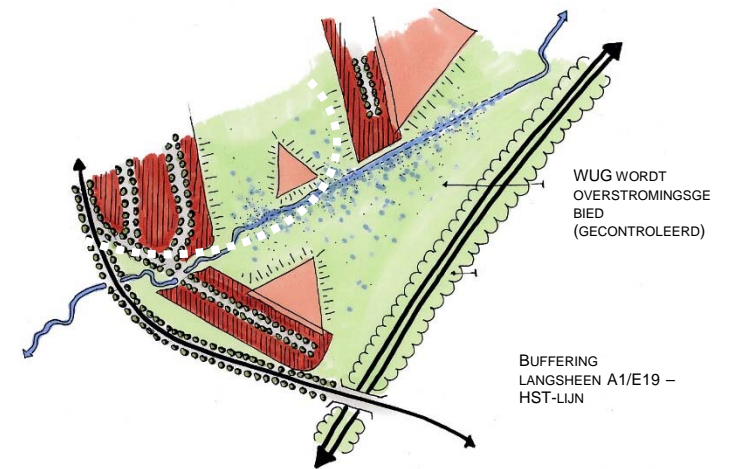 WUG WORDT
OVERSTROMINGSGE
BIED
(GECONTROLEERD)
BUFFERING
LANGSHEEN A1/E19 –
HST-LIJN